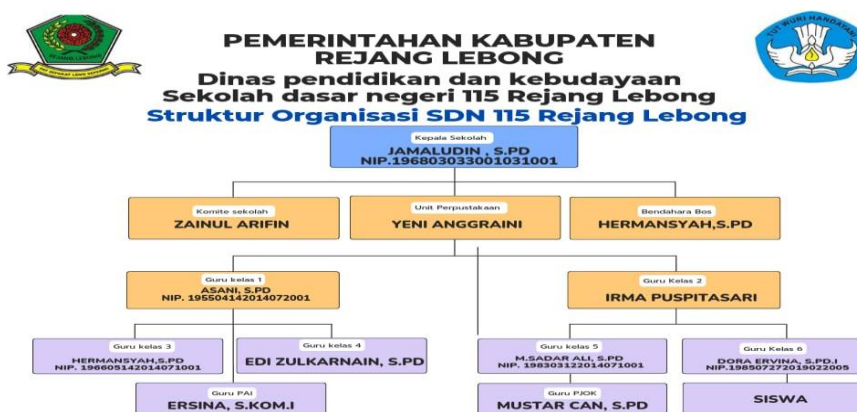 PEMERINTAHAN KABUPATEN
REJANG LEBONG
Dinas pendidikan dan kebudayaan
Sekolah dasar negeri 115 Rejang Lebong
Struktur Organisasi SDN 115 Rejang Lebong
TUT WURI HANDAYANI
Kepala Sekolah
JAMALUDIN , S.PD
NIP.196803033001031001
Komite sekolah
ZAINUL ARIFIN
Unit Perpustakaan
YENI ANGGRAINI
Bendahara Bos
HERMANSYAH,S.PD
Guru kelas 1
ASANI, S.PD
NIP. 195504142014072001
Guru Kelas 2
IRMA PUSPITASARI
Guru kelas 3
HERMANSYAH,S.PD
NIP. 196605142014071001
Guru kelas 4
EDI ZULKARNAIN, S.PD
Guru kelas 5
M.SADAR ALI, S.PD
NIP. 198303122014071001
Guru Kelas 6
DORA ERVINA, S.PD.I
NIP.198507272019022005
Guru PAI
ERSINA, S.KOM.I
Guru PJOK
MUSTAR CAN, S.PD
SISWA